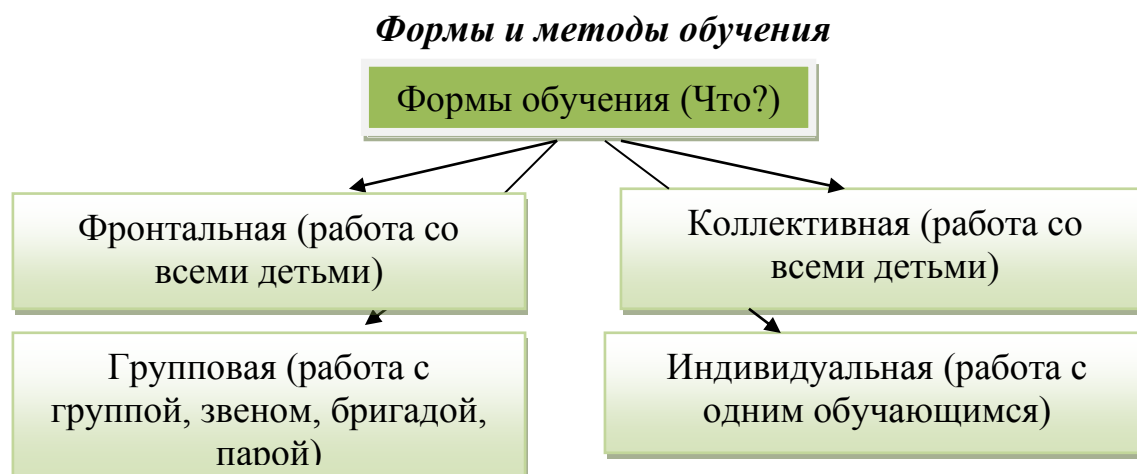 Формы и методы обучения
Формы обучения (Что?)
Фронтальная (работа со
всеми детьми)
Коллективная (работа со
всеми детьми)
Групповая (работа с
группой, звеном, бригадой,
парой)
Индивидуальная (работа с
одним обучающимся)